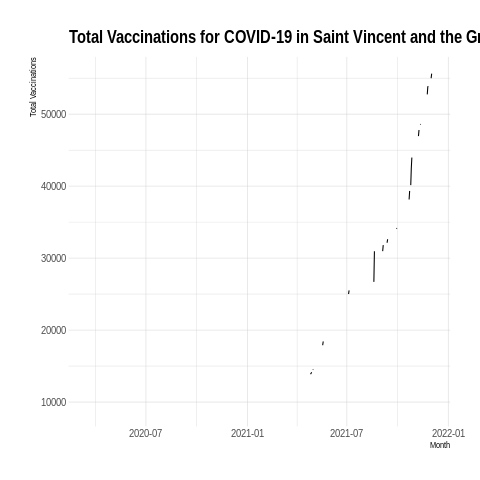 Total Vaccinations for COVID-19 in Saint Vincent and the Gr
Total Vaccinations
50000
40000
30000
20000
10000
2020-07 2021-01 2021-07 2022-01
Month